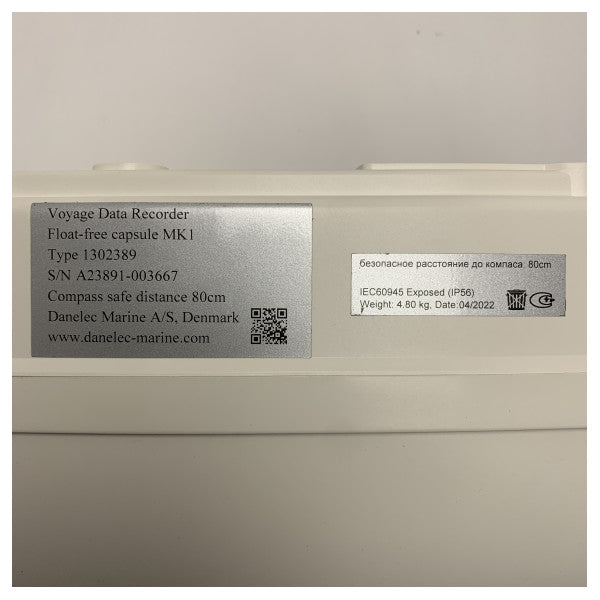 Voyage Data Recorder
Float-free capsule MK1
Type 1302389
S/N A23891-003667
Compass safe distance 80cm
Danelec Marine A/S, Denmark
www.danelec-marine.com
безопасное расстояние до компаса 80cm
IEC60945 Exposed (IP56)
Weight: 4.80 kg, Date:04/2022